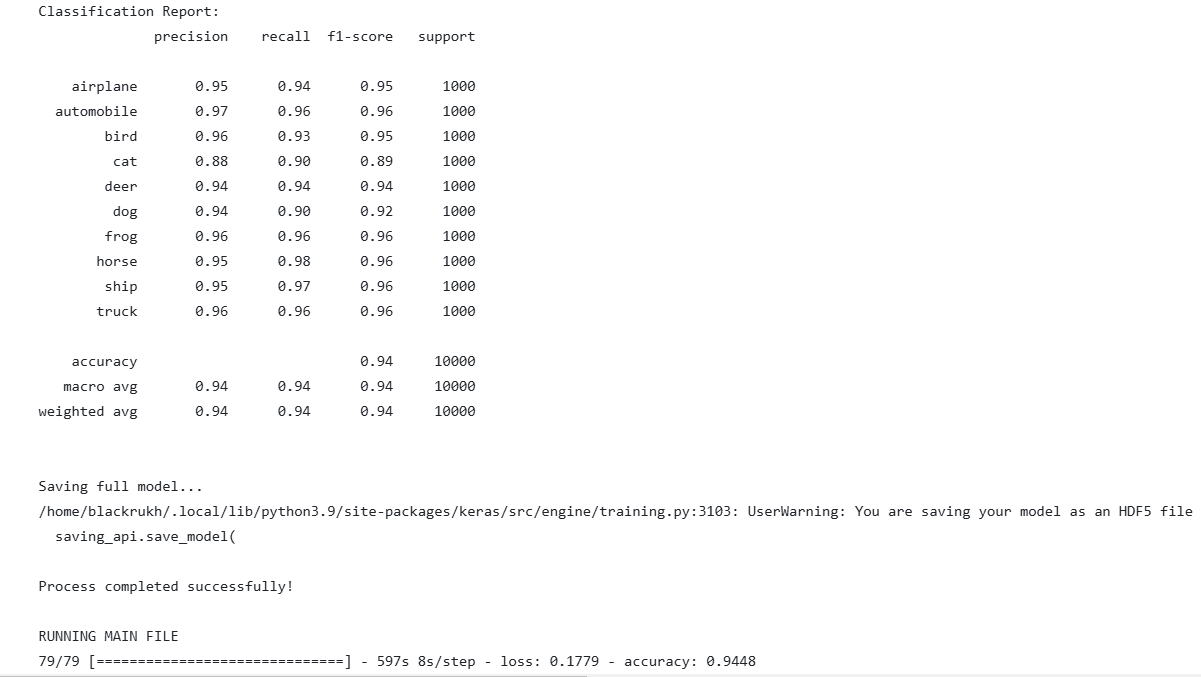 Classification Report:
precision recall f1-score support
airplane 0.95 0.94 0.95 1000
automobile 0.97 0.96 0.96 1000
bird 0.96 0.93 0.95 1000
cat 0.88 0.90 0.89 1000
deer 0.94 0.94 0.94 1000
dog 0.94 0.90 0.92 1000
frog 0.96 0.96 0.96 1000
horse 0.95 0.98 0.96 1000
ship 0.95 0.97 0.96 1000
truck 0.96 0.96 0.96 1000
accuracy 0.94 10000
macro avg 0.94 0.94 0.94 10000
weighted avg 0.94 0.94 0.94 10000
Saving full model...
/home/blackrukh/.local/lib/python3.9/site-packages/keras/src/engine/training.py:3103: UserWarning: You are saving your model as an HDF5 file
saving_api.save_model(
Process completed successfully!
RUNNING MAIN FILE
79/79 [==============================] - 597s 8s/step - loss: 0.1779 - accuracy: 0.9448